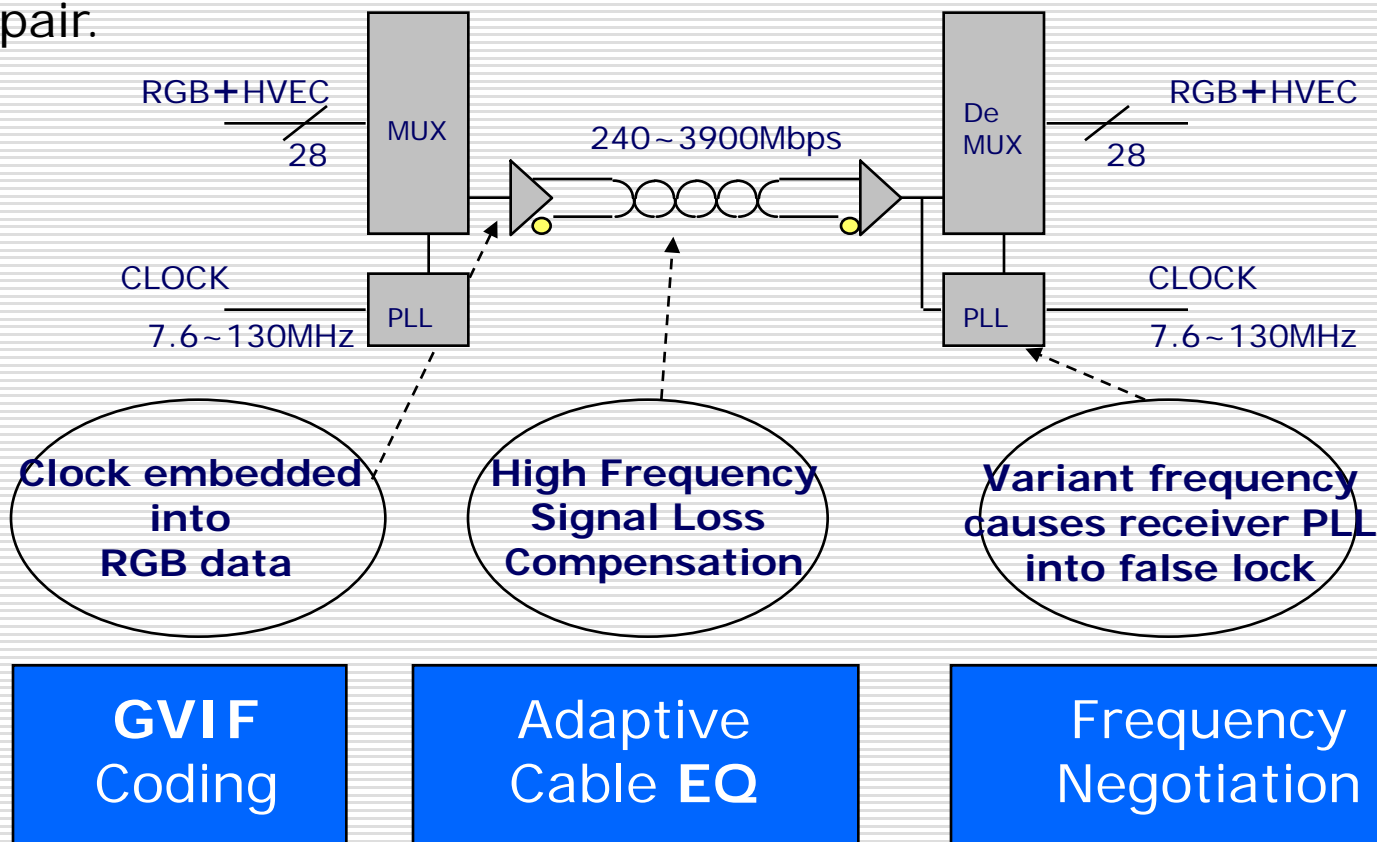 pair.
RGB+HVEC
28
MUX
240~3900Mbps
De
MUX
RGB+HVEC
28
CLOCK
7.6~130MHz
PLL
PLL
CLOCK
7.6~130MHz
Clock embedded
into
RGB data
High Frequency
Signal Loss
Compensation
Variant frequency
causes receiver PLL
into false lock
GVIF
Coding
Adaptive
Cable EQ
Frequency
Negotiation